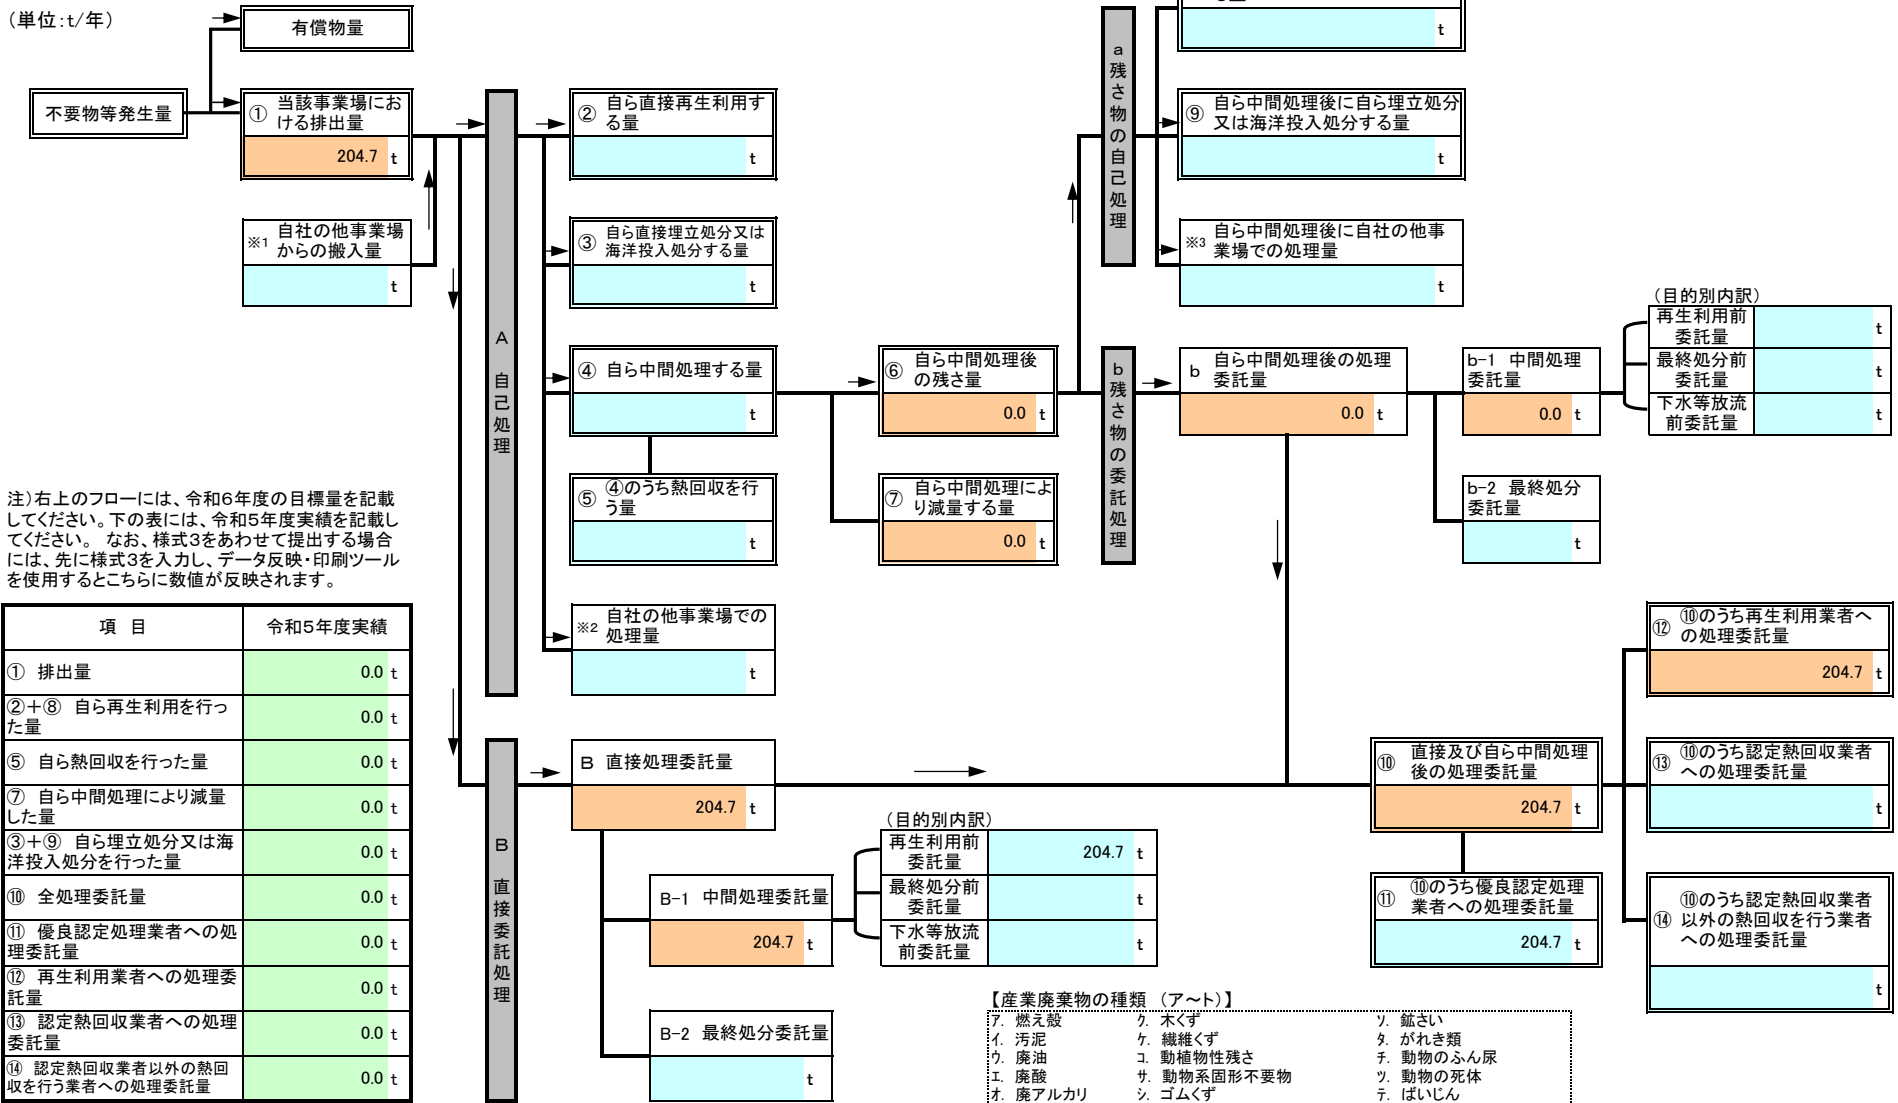 （単位：t/年）
有償物量
不要物等発生量
① 当該事業場にお
ける排出量
204.7 t
※1 自社の他事業場
からの搬入量
t
A 自己処理
② 自ら直接再生利用す
る量
t
③ 自ら直接埋立処分又は
海洋投入処分する量
t
④ 自ら中間処理する量
t
⑤ ④のうち熱回収を行
う量
t
※2 自社の他事業場での
処理量
t
⑥ 自ら中間処理後
の残さ量
0.0 t
⑦ 自ら中間処理によ
り減量する量
0.0 t
a 残さ物の自己処理
t
⑨ 自ら中間処理後に自ら埋立処分
又は海洋投入処分する量
t
※3 自ら中間処理後に自社の他事
業場での処理量
t
b 残さ物の委託処理
b 自ら中間処理後の処理
委託量
0.0 t
b-1 中間処理
委託量
0.0 t
（目的別内訳）
再生利用前
委託量
t
最終処分前
委託量
t
下水等放流
前委託量
t
b-2 最終処分
委託量
t
注）右上のフローには、令和６年度の目標量を記載
してください。下の表には、令和５年度実績を記載し
てください。 なお、様式３をあわせて提出する場合
には、先に様式３を入力し、データ反映・印刷ツール
を使用するとこちらに数値が反映されます。
項 目 令和５年度実績
① 排出量 0.0 t
②＋⑧ 自ら再生利用を行っ
た量 0.0 t
⑤ 自ら熱回収を行った量 0.0 t
⑦ 自ら中間処理により減量
した量 0.0 t
③＋⑨ 自ら埋立処分又は海
洋投入処分を行った量 0.0 t
⑩ 全処理委託量 0.0 t
⑪ 優良認定処理業者への処
理委託量 0.0 t
⑫ 再生利用業者への処理委
託量 0.0 t
⑬ 認定熱回収業者への処理
委託量 0.0 t
⑭ 認定熱回収業者以外の熱回
収を行う業者への処理委託量 0.0 t
B 直接委託処理
B 直接処理委託量
204.7 t
B-1 中間処理委託量
204.7 t
（目的別内訳）
再生利用前
委託量
204.7 t
最終処分前
委託量
t
下水等放流
前委託量
t
B-2 最終処分委託量
t
⑩ 直接及び自ら中間処理
後の処理委託量
204.7 t
⑪ ⑩のうち優良認定処理
業者への処理委託量
204.7 t
⑫ ⑩のうち再生利用業者へ
の処理委託量
204.7 t
⑬ ⑩のうち認定熱回収業者
への処理委託量
t
⑭ ⑩のうち認定熱回収業者
以外の熱回収を行う業者
への処理委託量
t
【産業廃棄物の種類 （ア～ト）】
ア. 燃え殻 ク. 木くず ソ. 鉱さい
イ. 汚泥 ケ. 繊維くず タ. がれき類
ウ. 廃油 コ. 動植物性残さ チ. 動物のふん尿
エ. 廃酸 サ. 動物系固形不要物 ツ. 動物の死体
オ. 廃アルカリ シ. ゴムくず テ. ばいじん